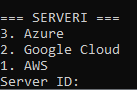 === SERVERI ===
3. Azure
2. Google Cloud
1. AWS
Server ID: